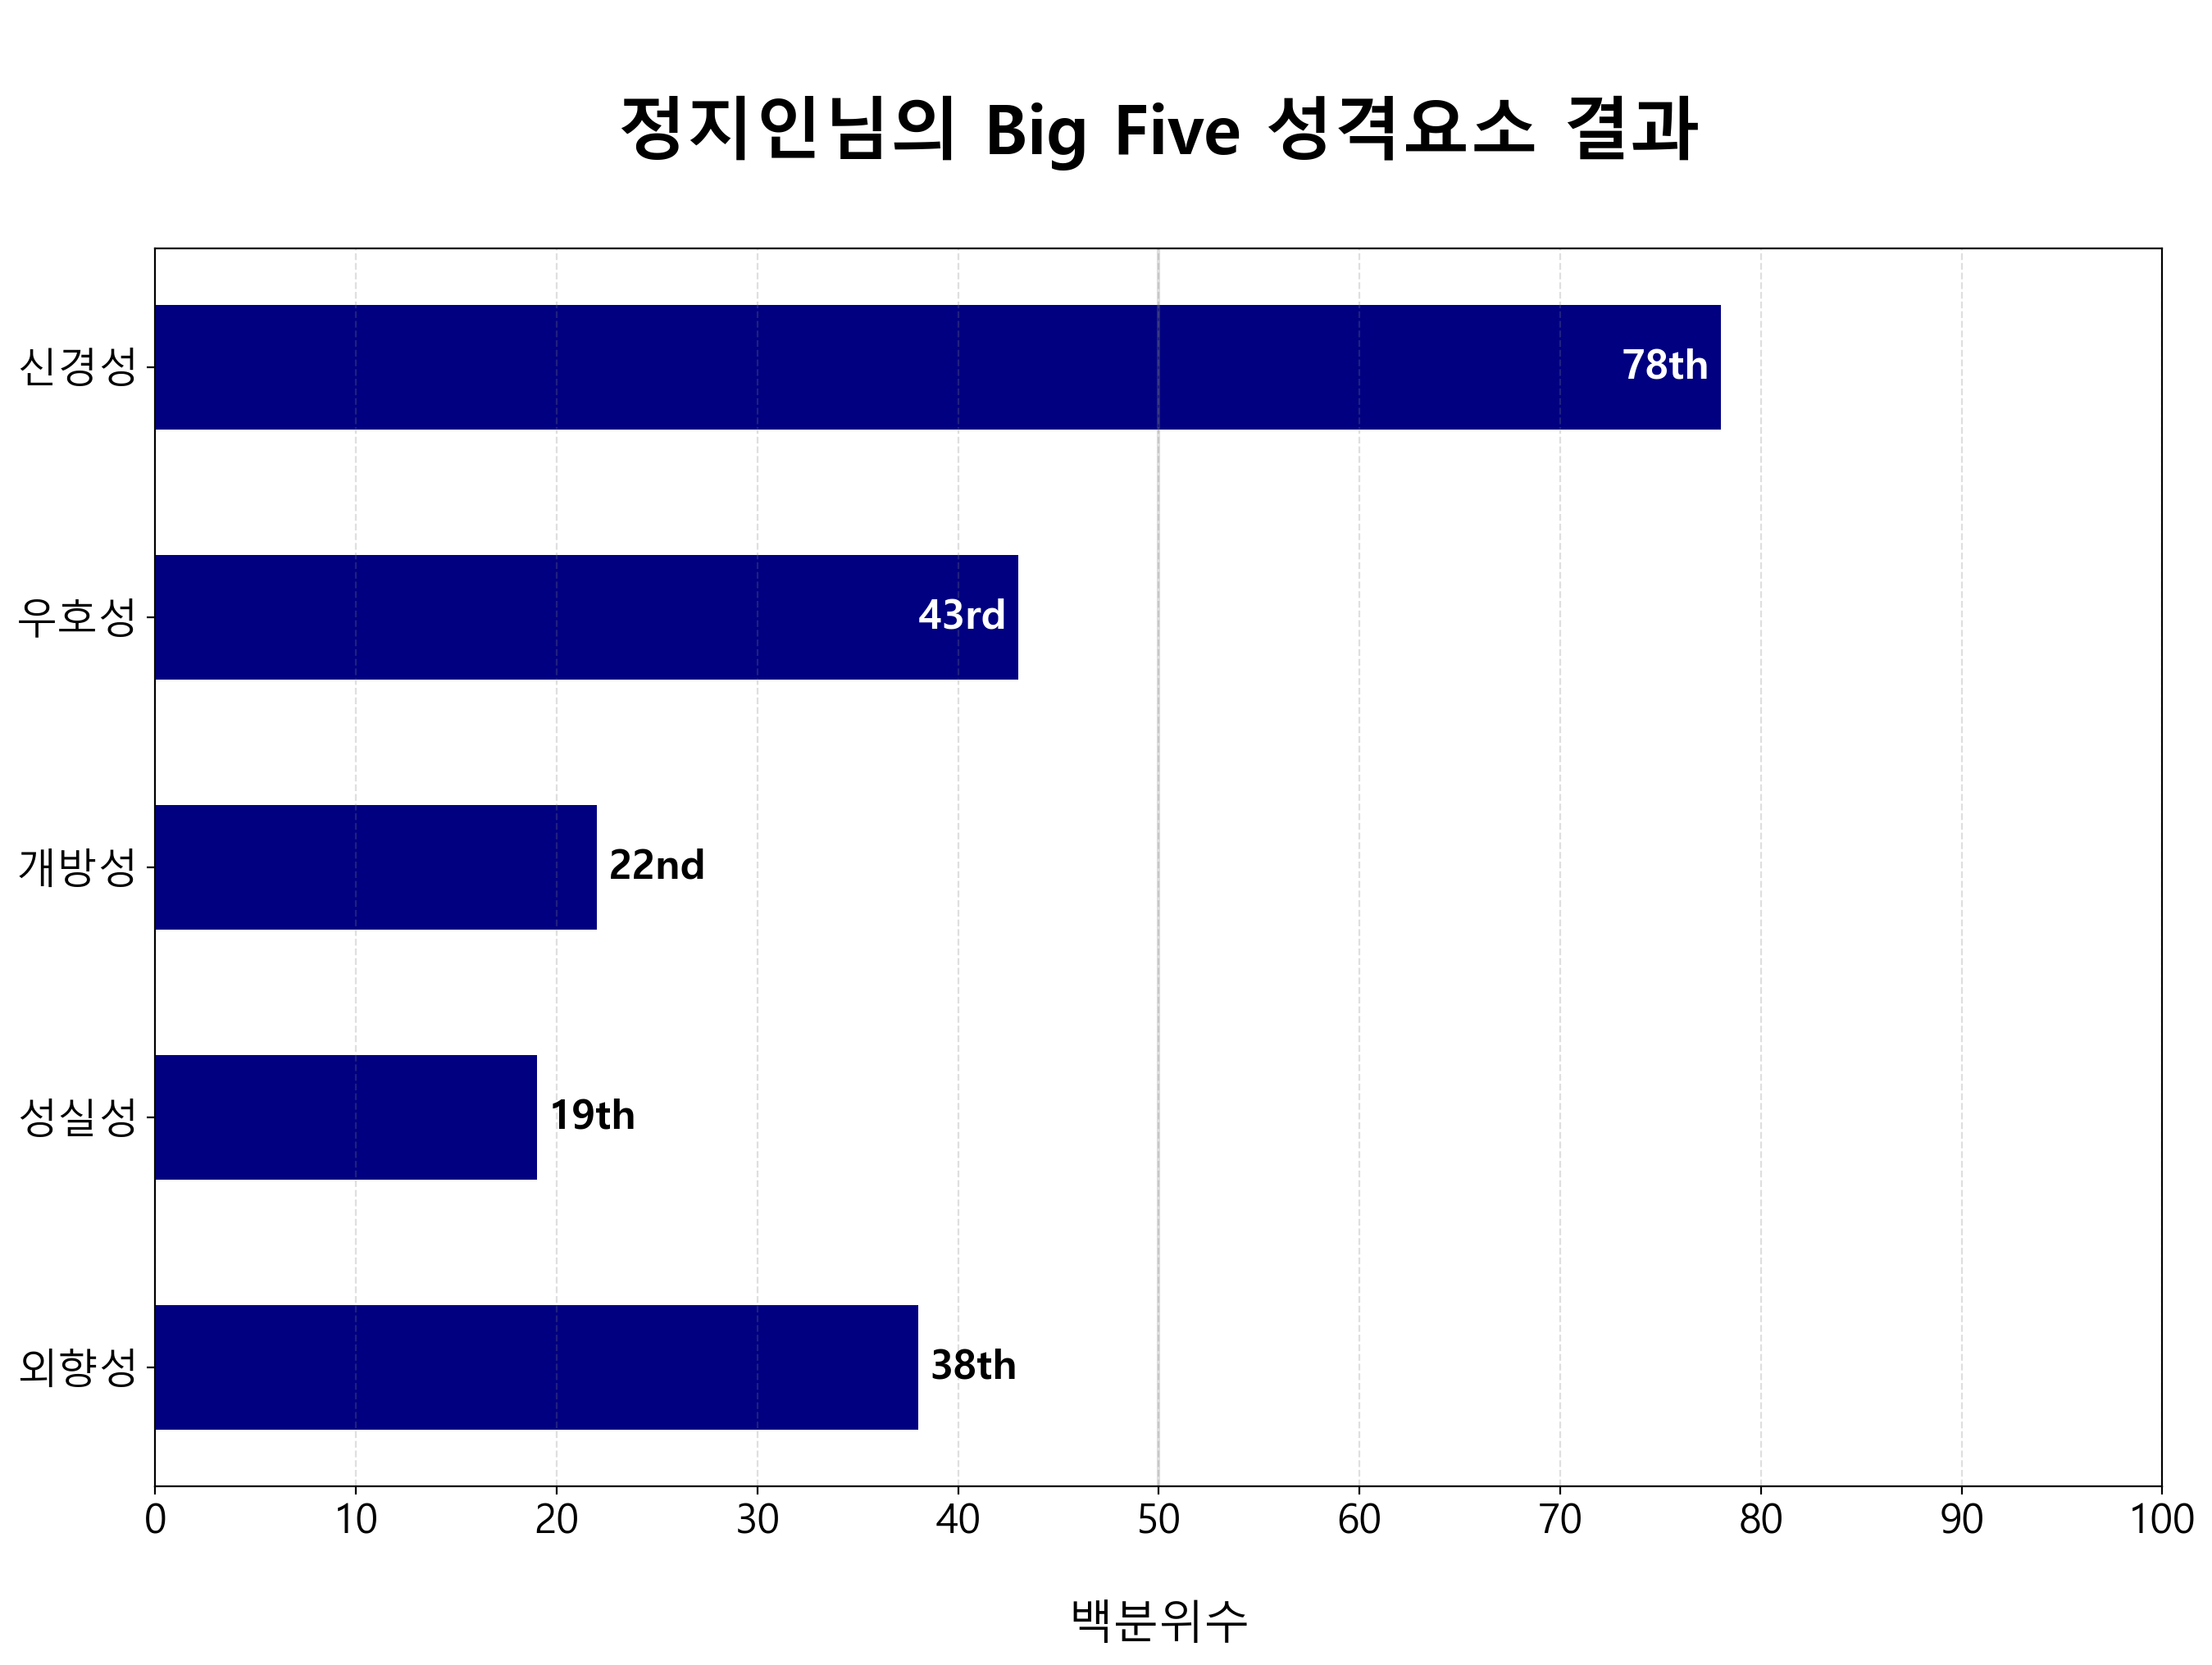 정지인님의 Big Five 성격요소 결과
신경성 78th
우호성 43rd
개방성 22nd
성실성 19th
외향성 38th
0 10 20 30 40 50 60 70 80 90 100
백분위수